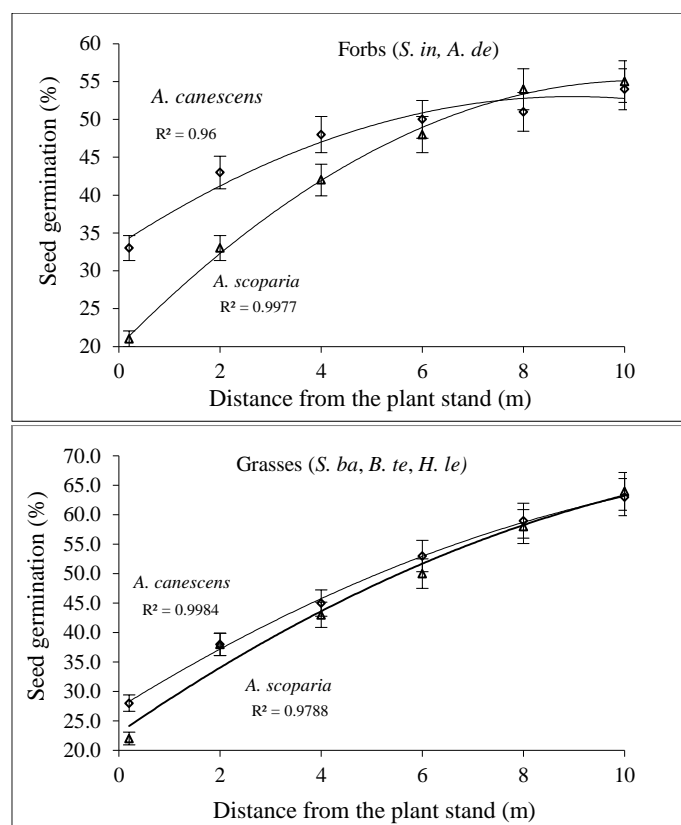 Forbs (S. in, A. de)
Seed germination (%)
60
55
50
45
40
35
30
25
20
A. canescens
R² = 0.96
A. scoparia
R² = 0.9977
0 2 4 6 8 10
Distance from the plant stand (m)
Grasses (S. ba, B. te, H. le)
Seed germination (%)
70.0
65.0
60.0
55.0
50.0
45.0
40.0
35.0
30.0
25.0
20.0
A. canescens
R² = 0.9984
A. scoparia
R² = 0.9788
0 2 4 6 8 10
Distance from the plant stand (m)